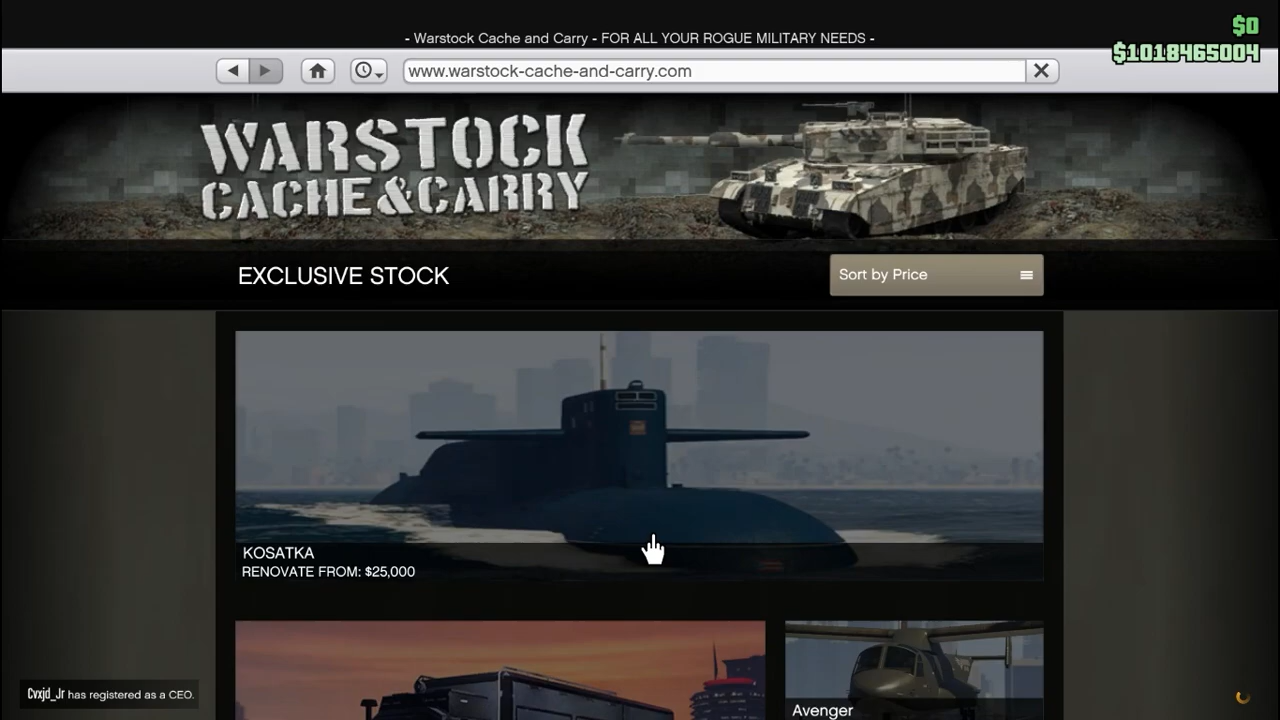 - Warstock Cache and Carry - FOR ALL YOUR ROGUE MILITARY NEEDS -
$0
$1018465004
www.warstock-cache-and-carry.com
WARSTOCK
CACHE&CARRY
EXCLUSIVE STOCK
Sort by Price
KOSATKA
RENOVATE FROM: $25,000
Avenger
Cvxjd_Jr has registered as a CEO.